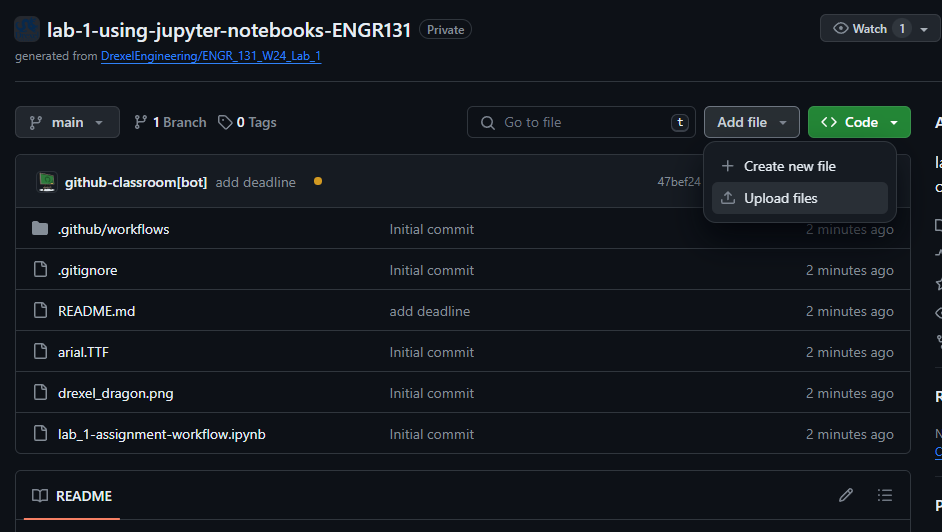 lab-1-using-jupyter-notebooks-ENGR131 Private
Watch 1
generated from DrexelEngineering/ENGR_131_W24_Lab_1
main 1 Branch 0 Tags Go to file t Add file Code
Create new file
Upload files
github-classroom[bot] add deadline 47bef24
.github/workflows Initial commit 2 minutes ago
.gitignore Initial commit 2 minutes ago
README.md add deadline 2 minutes ago
arial.TTF Initial commit 2 minutes ago
drexel_dragon.png Initial commit 2 minutes ago
lab_1-assignment-workflow.ipynb Initial commit 2 minutes ago
README